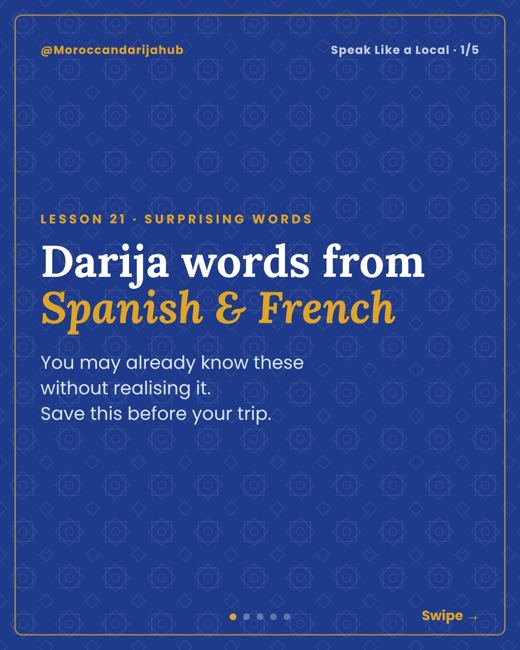 @Moroccandarijahub
Speak Like a Local · 1/5
LESSON 21 · SURPRISING WORDS
Darija words from
Spanish & French
You may already know these
without realising it.
Save this before your trip.
Swipe →